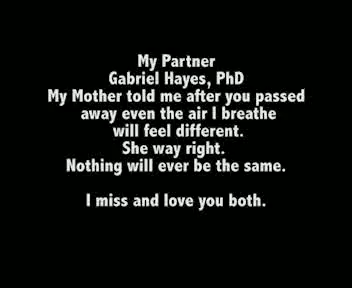 My Partner
Gabriel Hayes, PhD
My Mother told me after you passed
away even the air I breathe
will feel different.
She way right.
Nothing will ever be the same.
I miss and love you both.